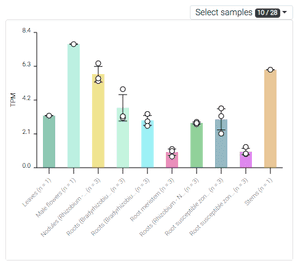 Select samples 10 / 28
8.4
6.3
4.2
2.1
0.0
TPM
Leaves (n = 1)
Male flowers (n = 1)
Nodules (Rhizobium ... (n = 3)
Roots (Bradyrhizobiu... (n = 3)
Roots (Bradyrhizobiu... (n = 3)
Root meristem (n = 3)
Roots (Rhizobium - N... (n = 3)
Root susceptible zon... (n = 3)
Root susceptible zon... (n = 3)
Stems (n = 1)